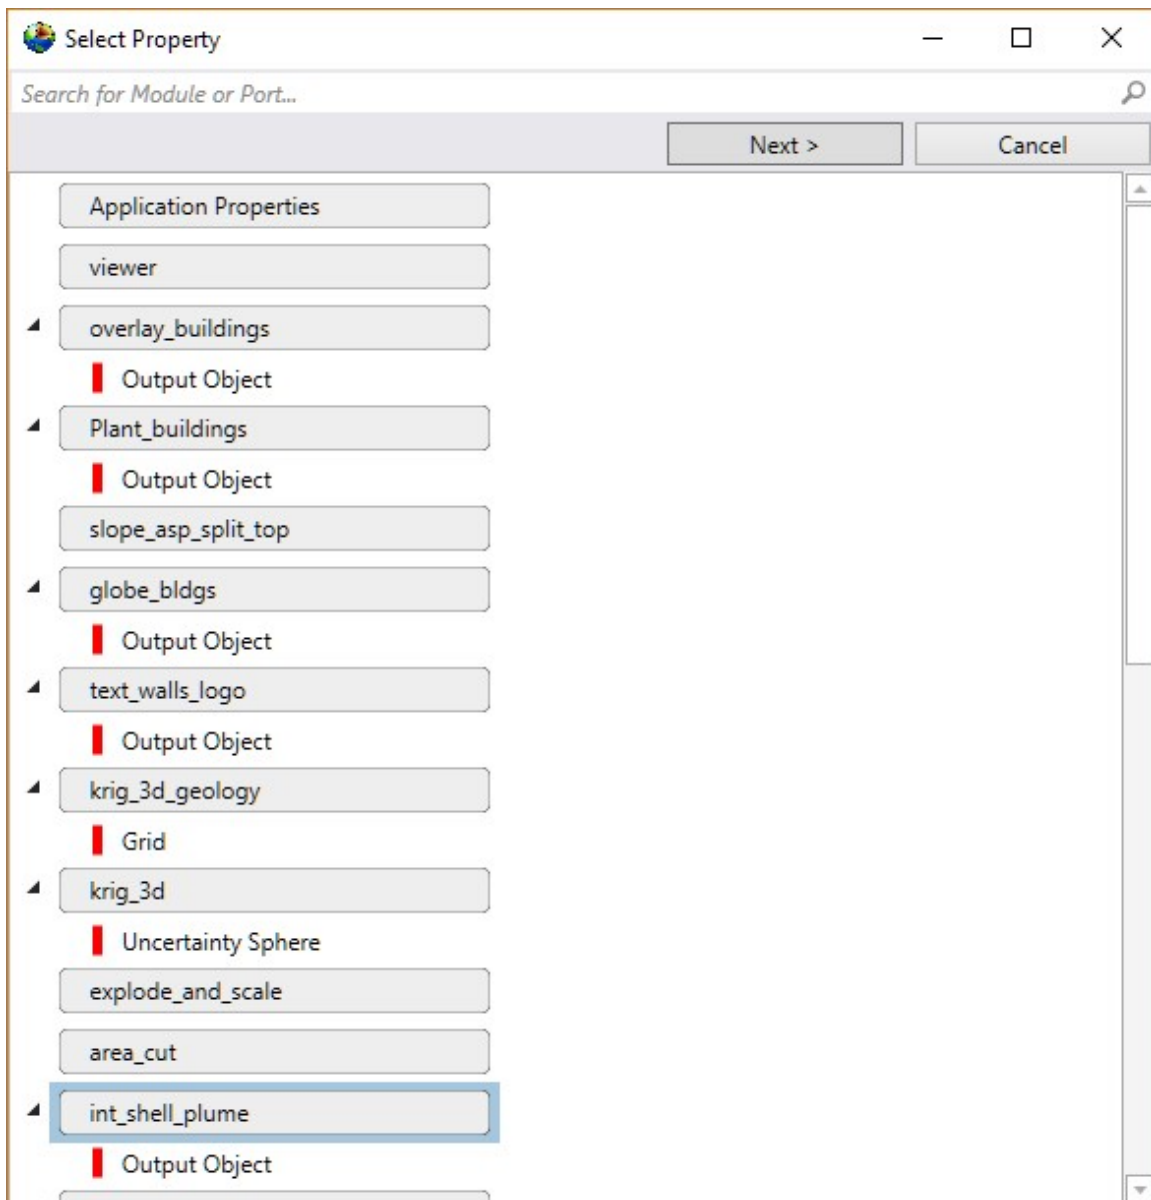 Select Property
Search for Module or Port...
Next > Cancel
Application Properties
viewer
overlay_buildings
Output Object
Plant_buildings
Output Object
slope_asp_split_top
globe_bldgs
Output Object
text_walls_logo
Output Object
krig_3d_geology
Grid
krig_3d
Uncertainty Sphere
explode_and_scale
area_cut
int_shell_plume
Output Object